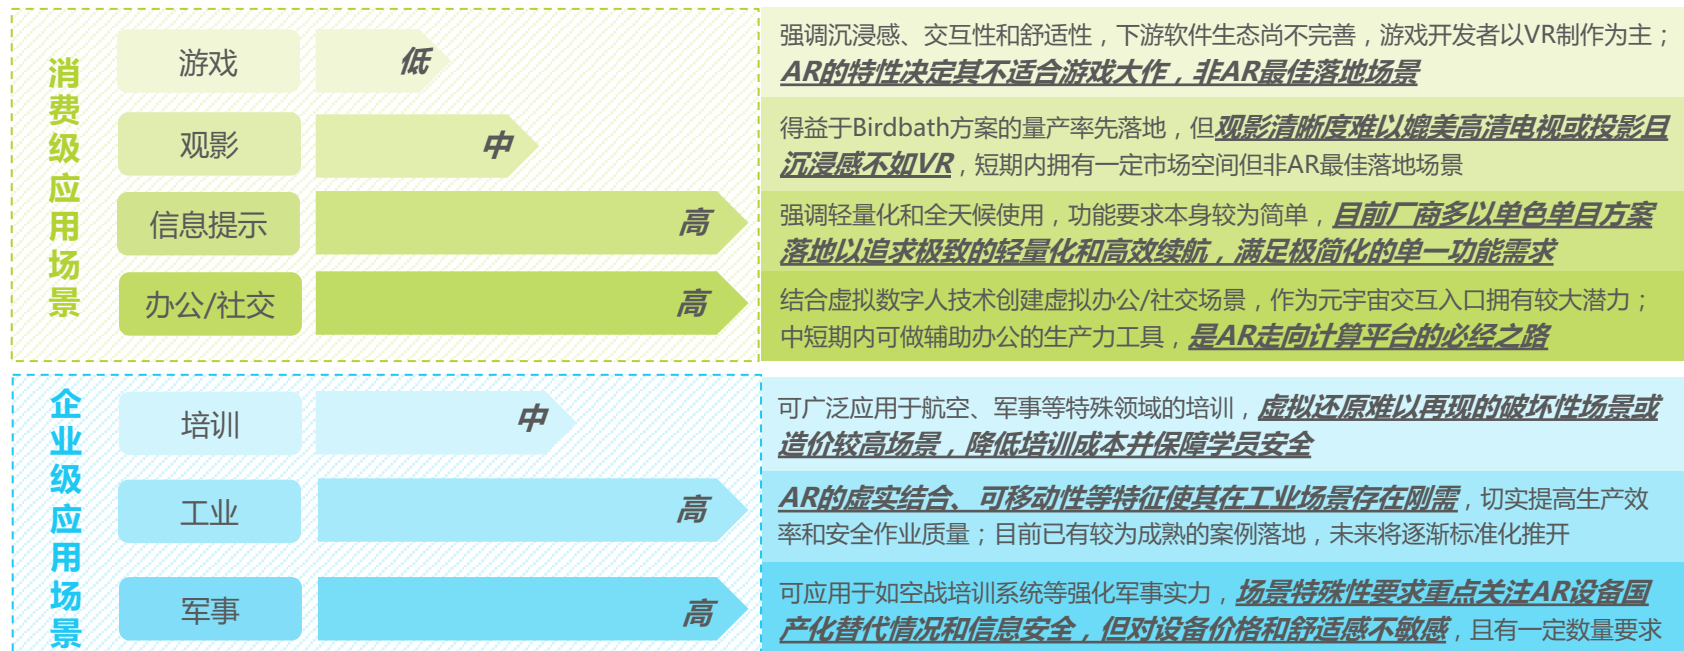 消费级应用场景
游戏
低
强调沉浸感、交互性和舒适性，下游软件生态尚不完善，游戏开发者以VR制作为主；
AR的特性决定其不适合游戏大作，非AR最佳落地场景
观影
中
得益于Birdbath方案的量产率先落地，但观影清晰度难以媲美高清电视或投影且
沉浸感不如VR，短期内拥有一定市场空间但非AR最佳落地场景
信息提示
高
强调轻量化和全天候使用，功能要求本身较为简单，目前厂商多以单色单目方案
落地以追求极致的轻量化和高效续航，满足极简化的单一功能需求
办公/社交
高
结合虚拟数字人技术创建虚拟办公/社交场景，作为元宇宙交互入口拥有较大潜力；
中短期内可做辅助办公的生产力工具，是AR走向计算平台的必经之路
企业级应用场景
培训
中
可广泛应用于航空、军事等特殊领域的培训，虚拟还原难以再现的破坏性场景或
造价较高场景，降低培训成本并保障学员安全
工业
高
AR的虚实结合、可移动性等特征使其在工业场景存在刚需，切实提高生产效
率和安全作业质量；目前已有较为成熟的案例落地，未来将逐渐标准化推开
军事
高
可应用于如空战培训系统等强化军事实力，场景特殊性要求重点关注AR设备国
产化替代情况和信息安全，但对设备价格和舒适感不敏感，且有一定数量要求